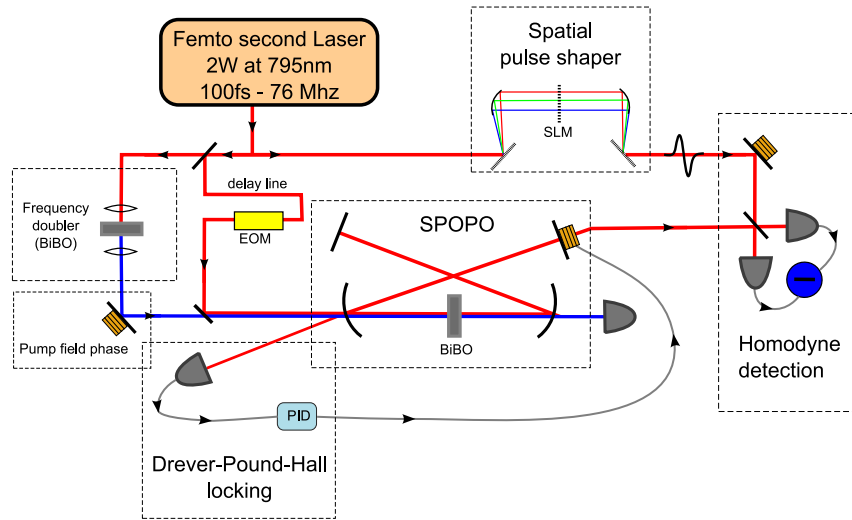 Femto second Laser
2W at 795nm
100fs - 76 Mhz
Spatial
pulse shaper
SLM
delay line
Frequency
doubler
(BiBO)
EOM
SPOPO
BiBO
Pump field phase
Homodyne
detection
PID
Drever-Pound-Hall
locking